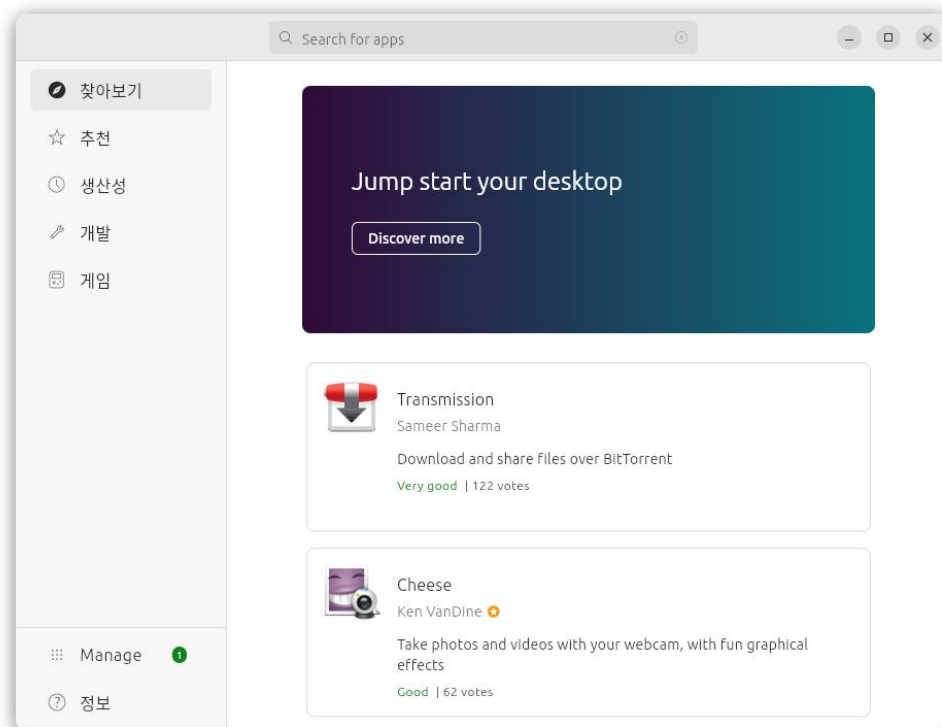 Search for apps
찾아보기
추천
생산성
개발
게임
Manage 1
정보
Jump start your desktop
Discover more
Transmission
Sameer Sharma
Download and share files over BitTorrent
Very good | 122 votes
Cheese
Ken VanDine
Take photos and videos with your webcam, with fun graphical
effects
Good | 62 votes